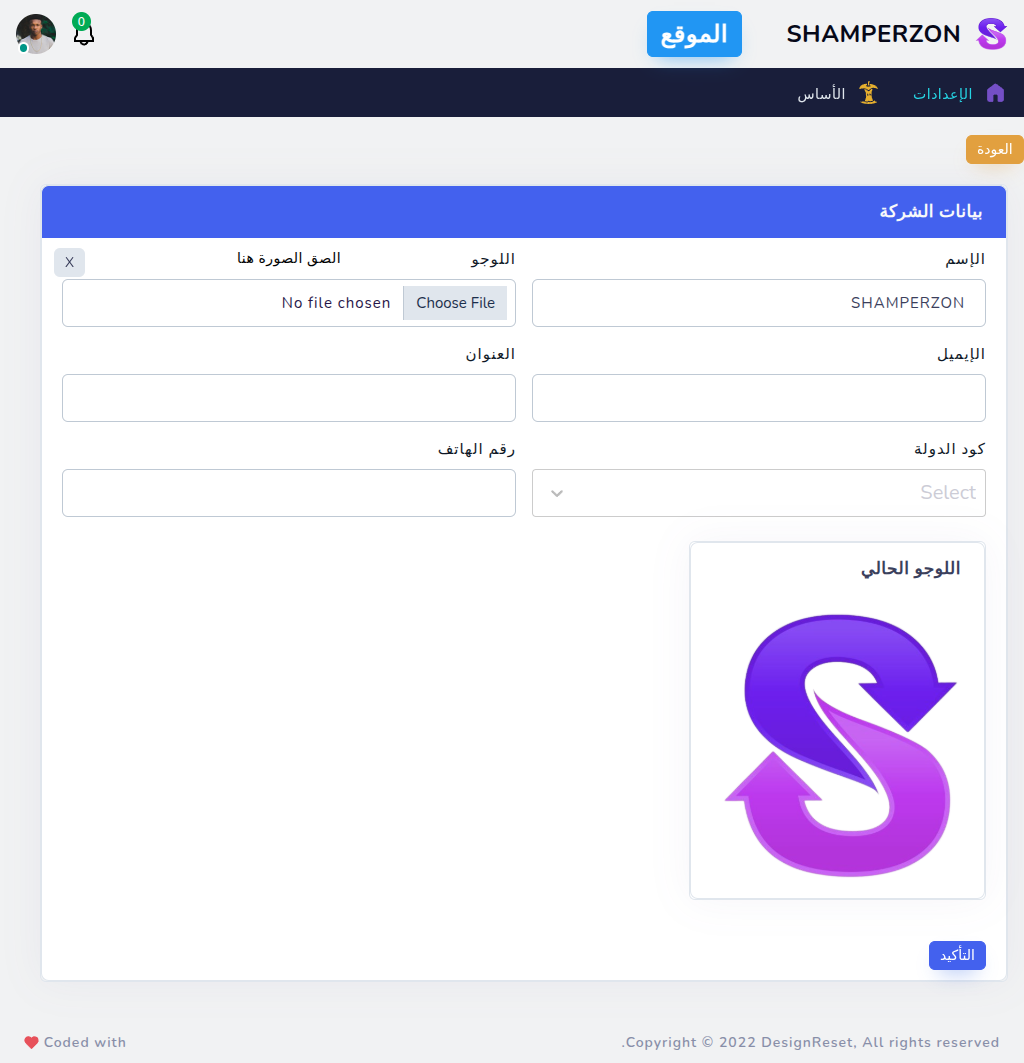 SHAMPERZON
الموقع
0
الإعدادات
الأساس
العودة
بيانات الشركة
الإسم
SHAMPERZON
اللوجو
الصق الصورة هنا
X
Choose File No file chosen
الإيميل
العنوان
كود الدولة
Select
رقم الهاتف
اللوجو الحالي
التأكيد
.Copyright © 2022 DesignReset, All rights reserved
Coded with